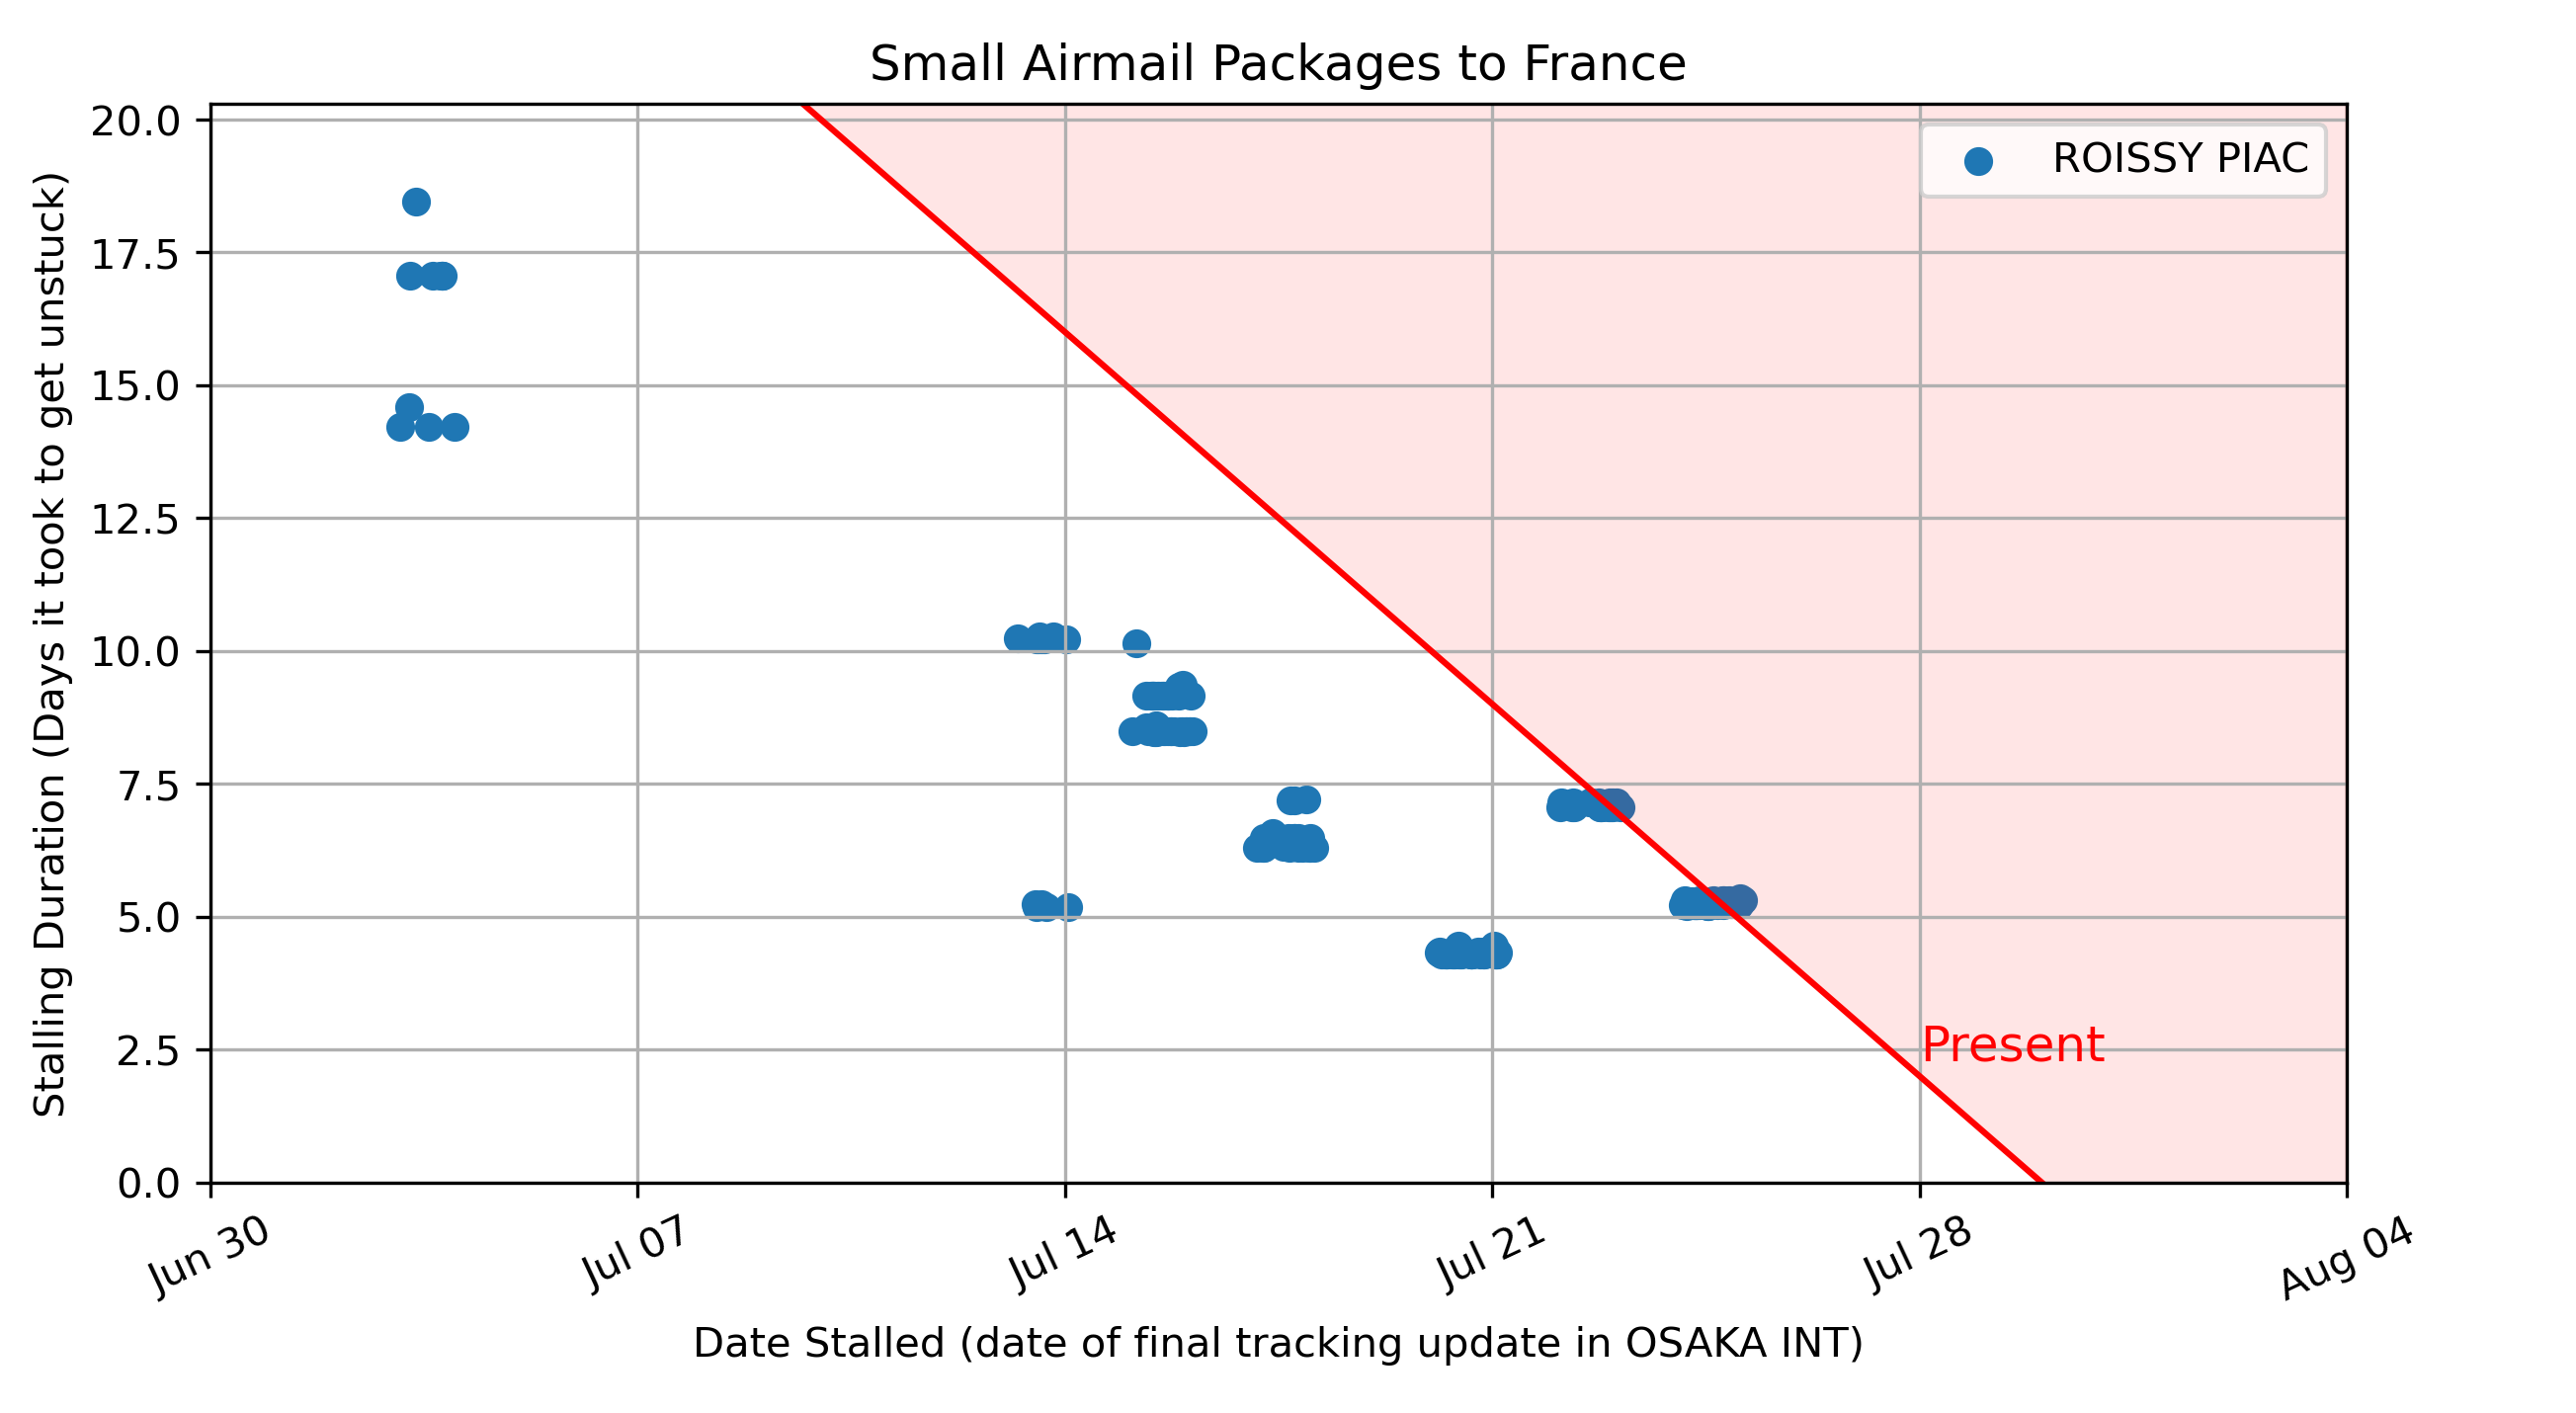 Small Airmail Packages to France
Stalling Duration (Days it took to get unstuck)
20.0
17.5
15.0
12.5
10.0
7.5
5.0
2.5
0.0
ROISSY PIAC
Present
Jun 30
Jul 07
Jul 14
Jul 21
Jul 28
Aug 04
Date Stalled (date of final tracking update in OSAKA INT)